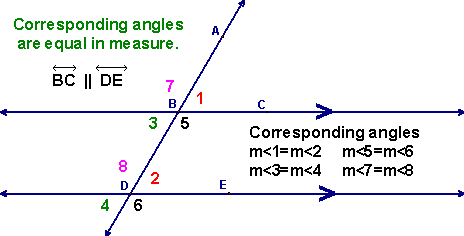 Corresponding angles
are equal in measure.
BC || DE
A
7
B
1
C
3
5
Corresponding angles
m<1=m<2 m<5=m<6
m<3=m<4 m<7=m<8
8
2
D
E
4
6